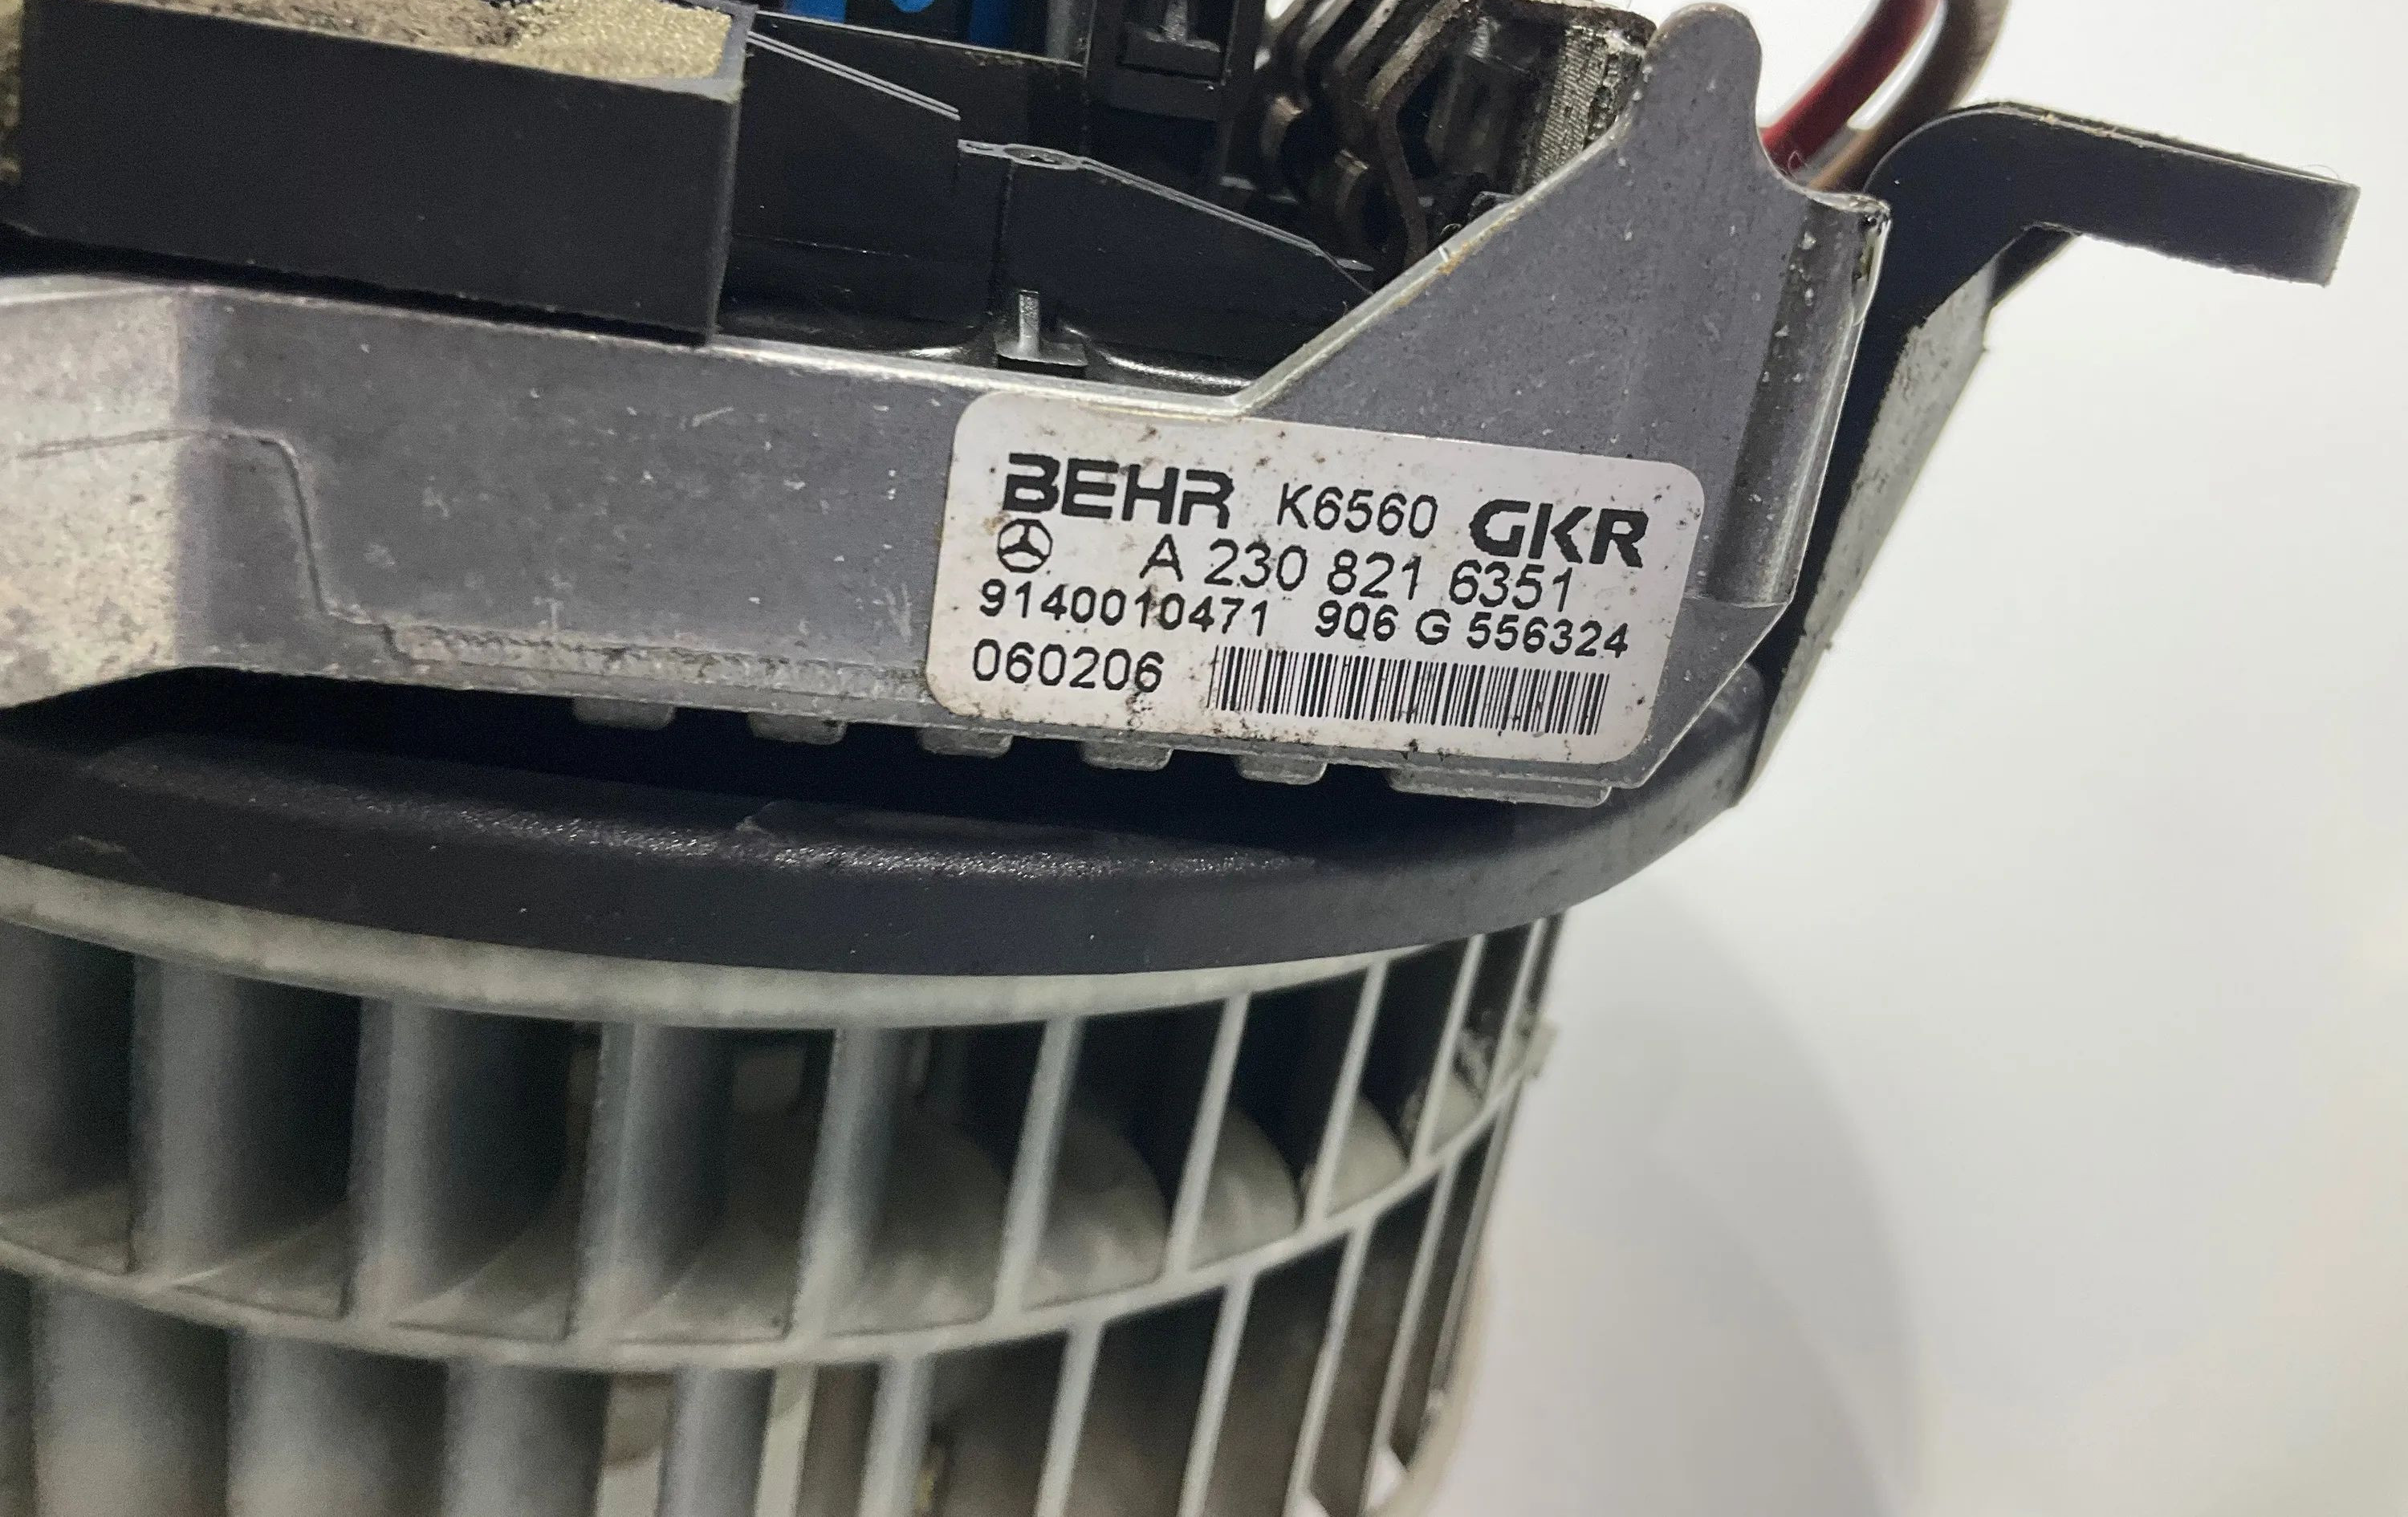 BEHR K6560 GKR
A 230 821 6351
9140010471 906 G 556324
060206